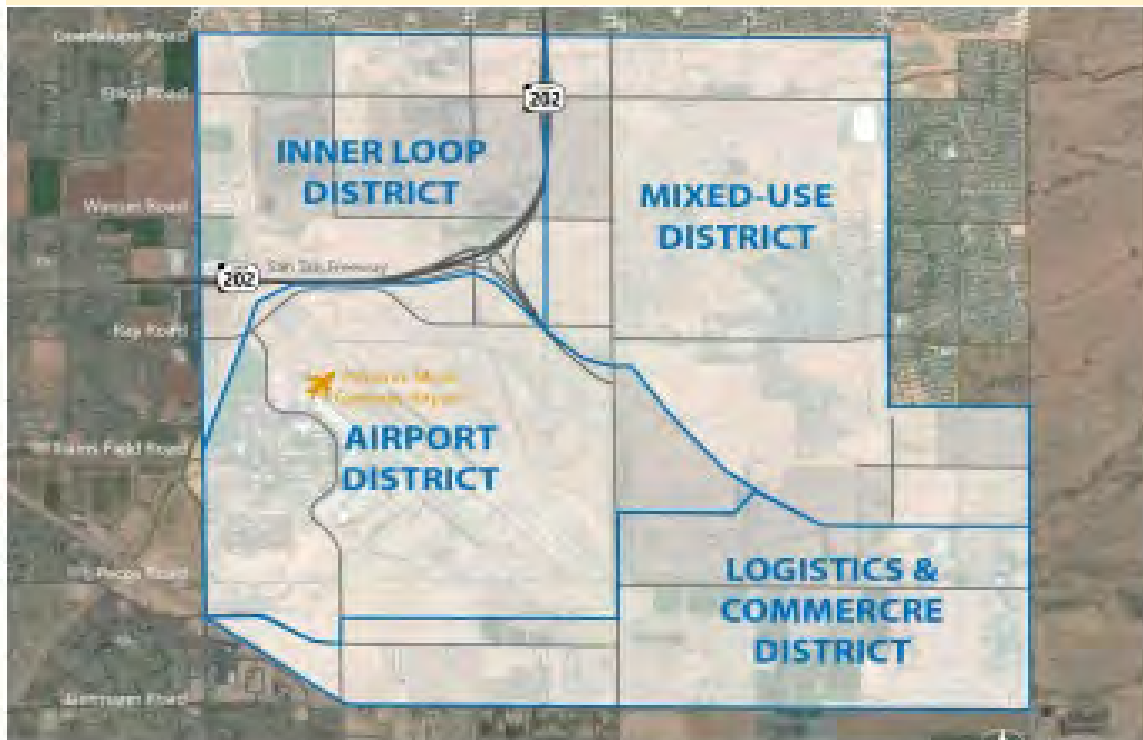 Guadalupe Road
Elliot Road
202
INNER LOOP
DISTRICT
MIXED-USE
DISTRICT
Warner Road
202
San Tan Freeway
Ray Road
AIRPORT
DISTRICT
Williams Field Road
LOGISTICS &
COMMERCRE
DISTRICT
Pecos Road
Germann Road